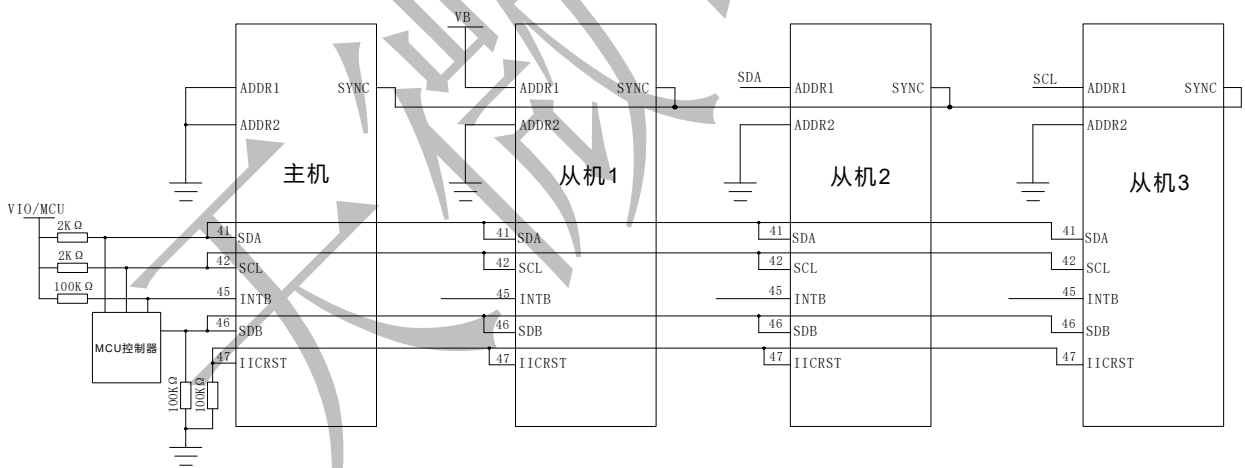 VB
ADDR1 SYNC ADDR1 SYNC SDA ADDR1 SYNC SCL ADDR1 SYNC
ADDR2 ADDR2 ADDR2 ADDR2
主机 从机1 从机2 从机3
VIO/MCU
2KΩ 41 SDA 41 SDA 41 SDA 41 SDA
2KΩ 42 SCL 42 SCL 42 SCL 42 SCL
100KΩ 45 INTB 45 INTB 45 INTB 45 INTB
46 SDB 46 SDB 46 SDB 46 SDB
MCU控制器
47 IICRST 47 IICRST 47 IICRST 47 IICRST
100KΩ 100KΩ